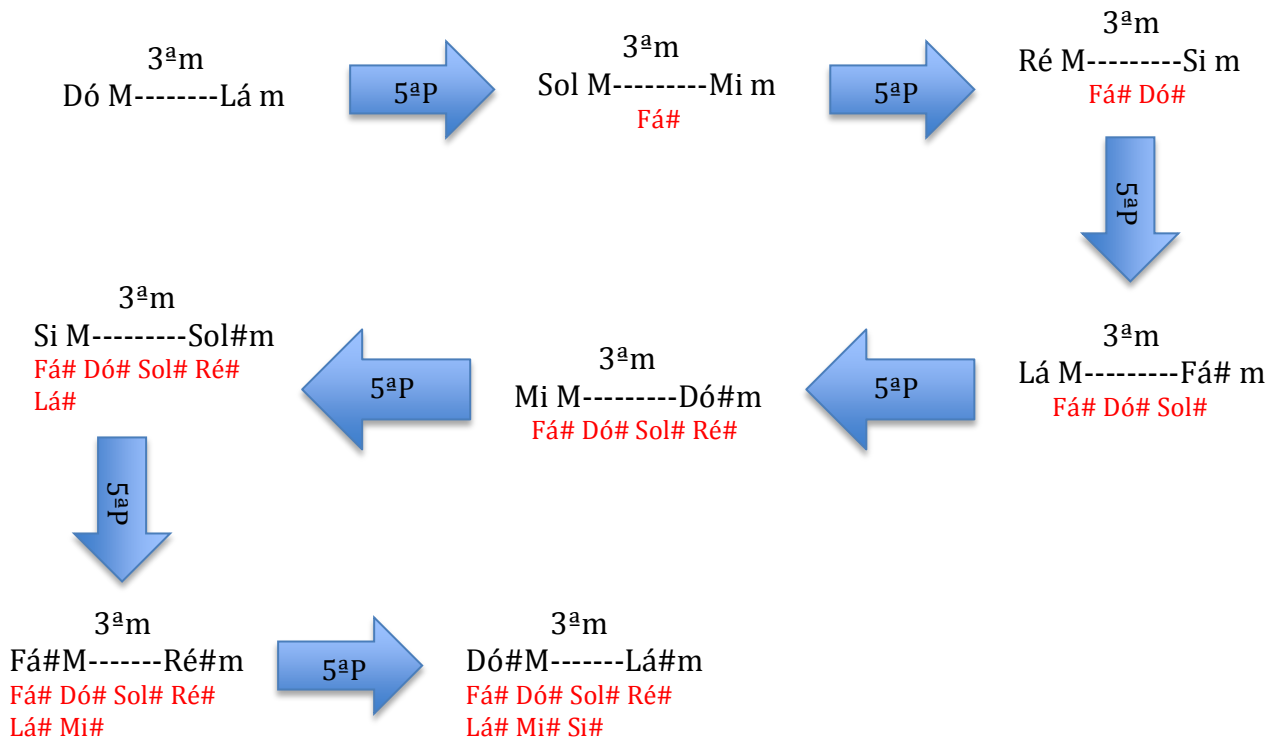 3ªm
Dó M--------Lá m
5ªP
3ªm
Sol M---------Mi m
Fá#
5ªP
3ªm
Ré M---------Si m
Fá# Dó#
5ªP
3ªm
Lá M---------Fá# m
Fá# Dó# Sol#
5ªP
3ªm
Mi M---------Dó#m
Fá# Dó# Sol# Ré#
5ªP
3ªm
Si M---------Sol#m
Fá# Dó# Sol# Ré#
Lá#
5ªP
3ªm
Fá#M-------Ré#m
Fá# Dó# Sol# Ré#
Lá# Mi#
5ªP
3ªm
Dó#M-------Lá#m
Fá# Dó# Sol# Ré#
Lá# Mi# Si#